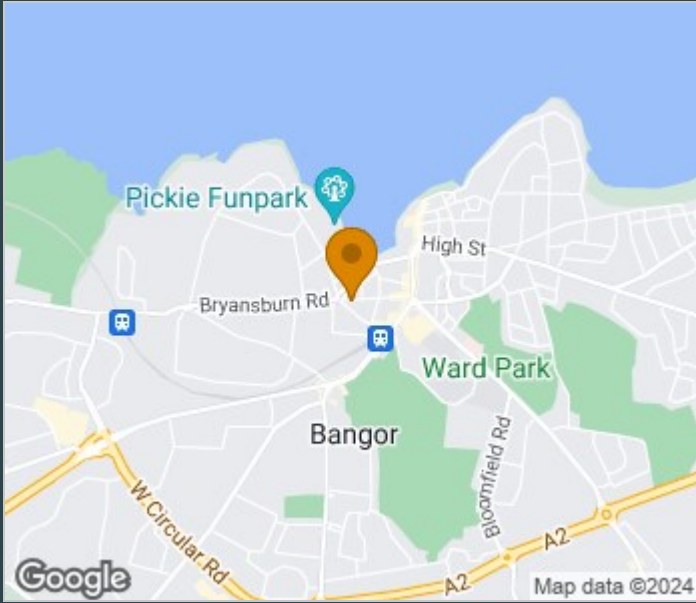 Pickie Funpark
High St
Bryansburn Rd
Ward Park
Bangor
Bloomfield Rd
W Circular Rd
A2
A2
Google
Map data ©2024